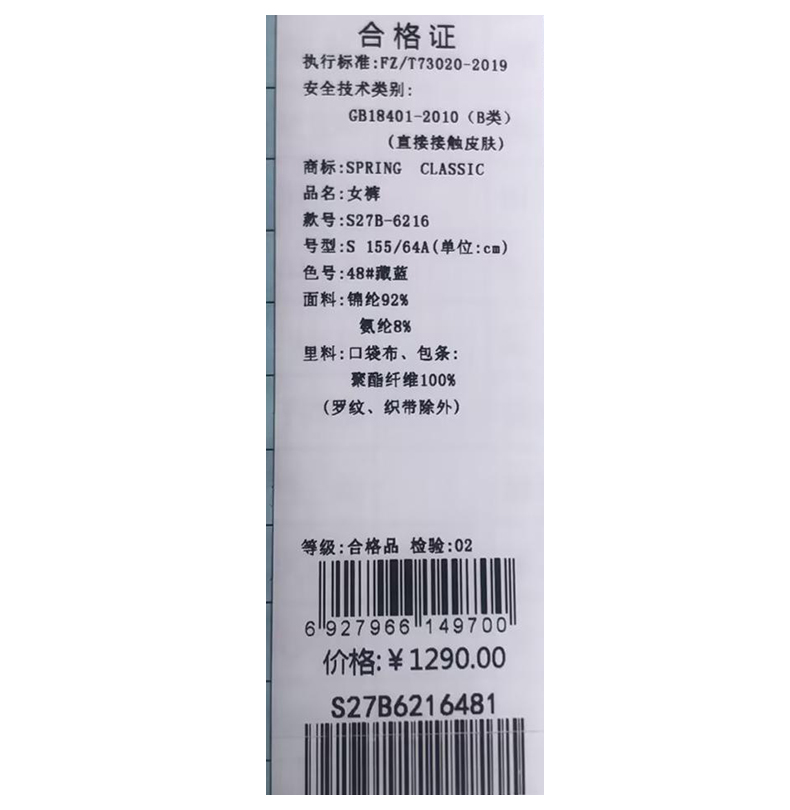 合格证
执行标准:FZ/T73020-2019
安全技术类别:
GB18401-2010（B类）
(直接接触皮肤)
商标:SPRING CLASSIC
品名:女裤
款号:S27B-6216
号型:S 155/64A(单位:cm)
色号:48#藏蓝
面料:锦纶92%
氨纶8%
里料:口袋布、包条:
聚酯纤维100%
(罗纹、织带除外)
等级:合格品 检验:02
6 927966 149700
价格:￥1290.00
S27B6216481